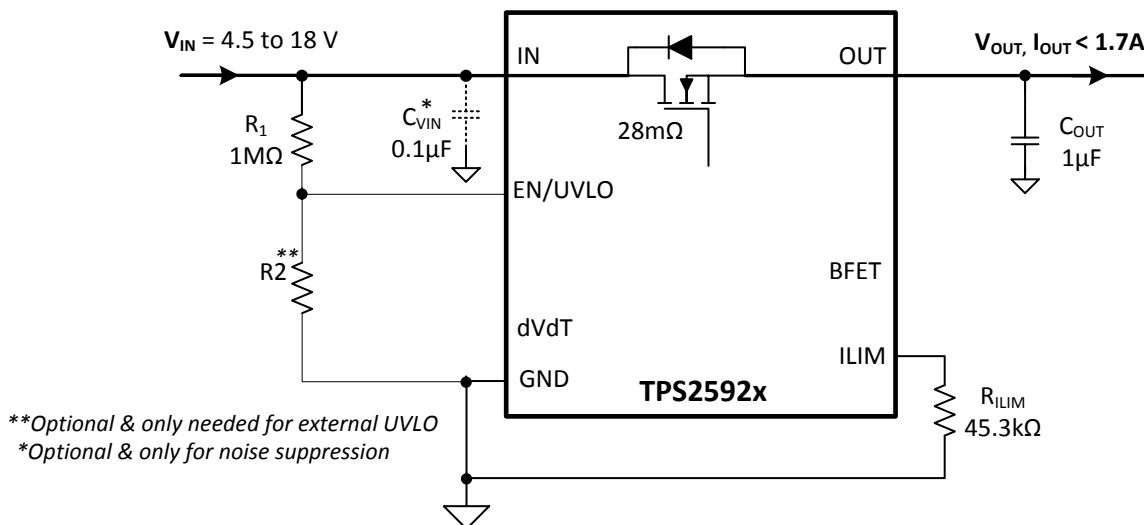 V_IN = 4.5 to 18 V
V_OUT, I_OUT < 1.7A
IN
OUT
R_1
1MΩ
C_VIN*
0.1µF
28mΩ
C_OUT
1µF
EN/UVLO
R2**
BFET
dVdT
ILIM
GND
TPS2592x
R_ILIM
45.3kΩ
**Optional & only needed for external UVLO
*Optional & only for noise suppression